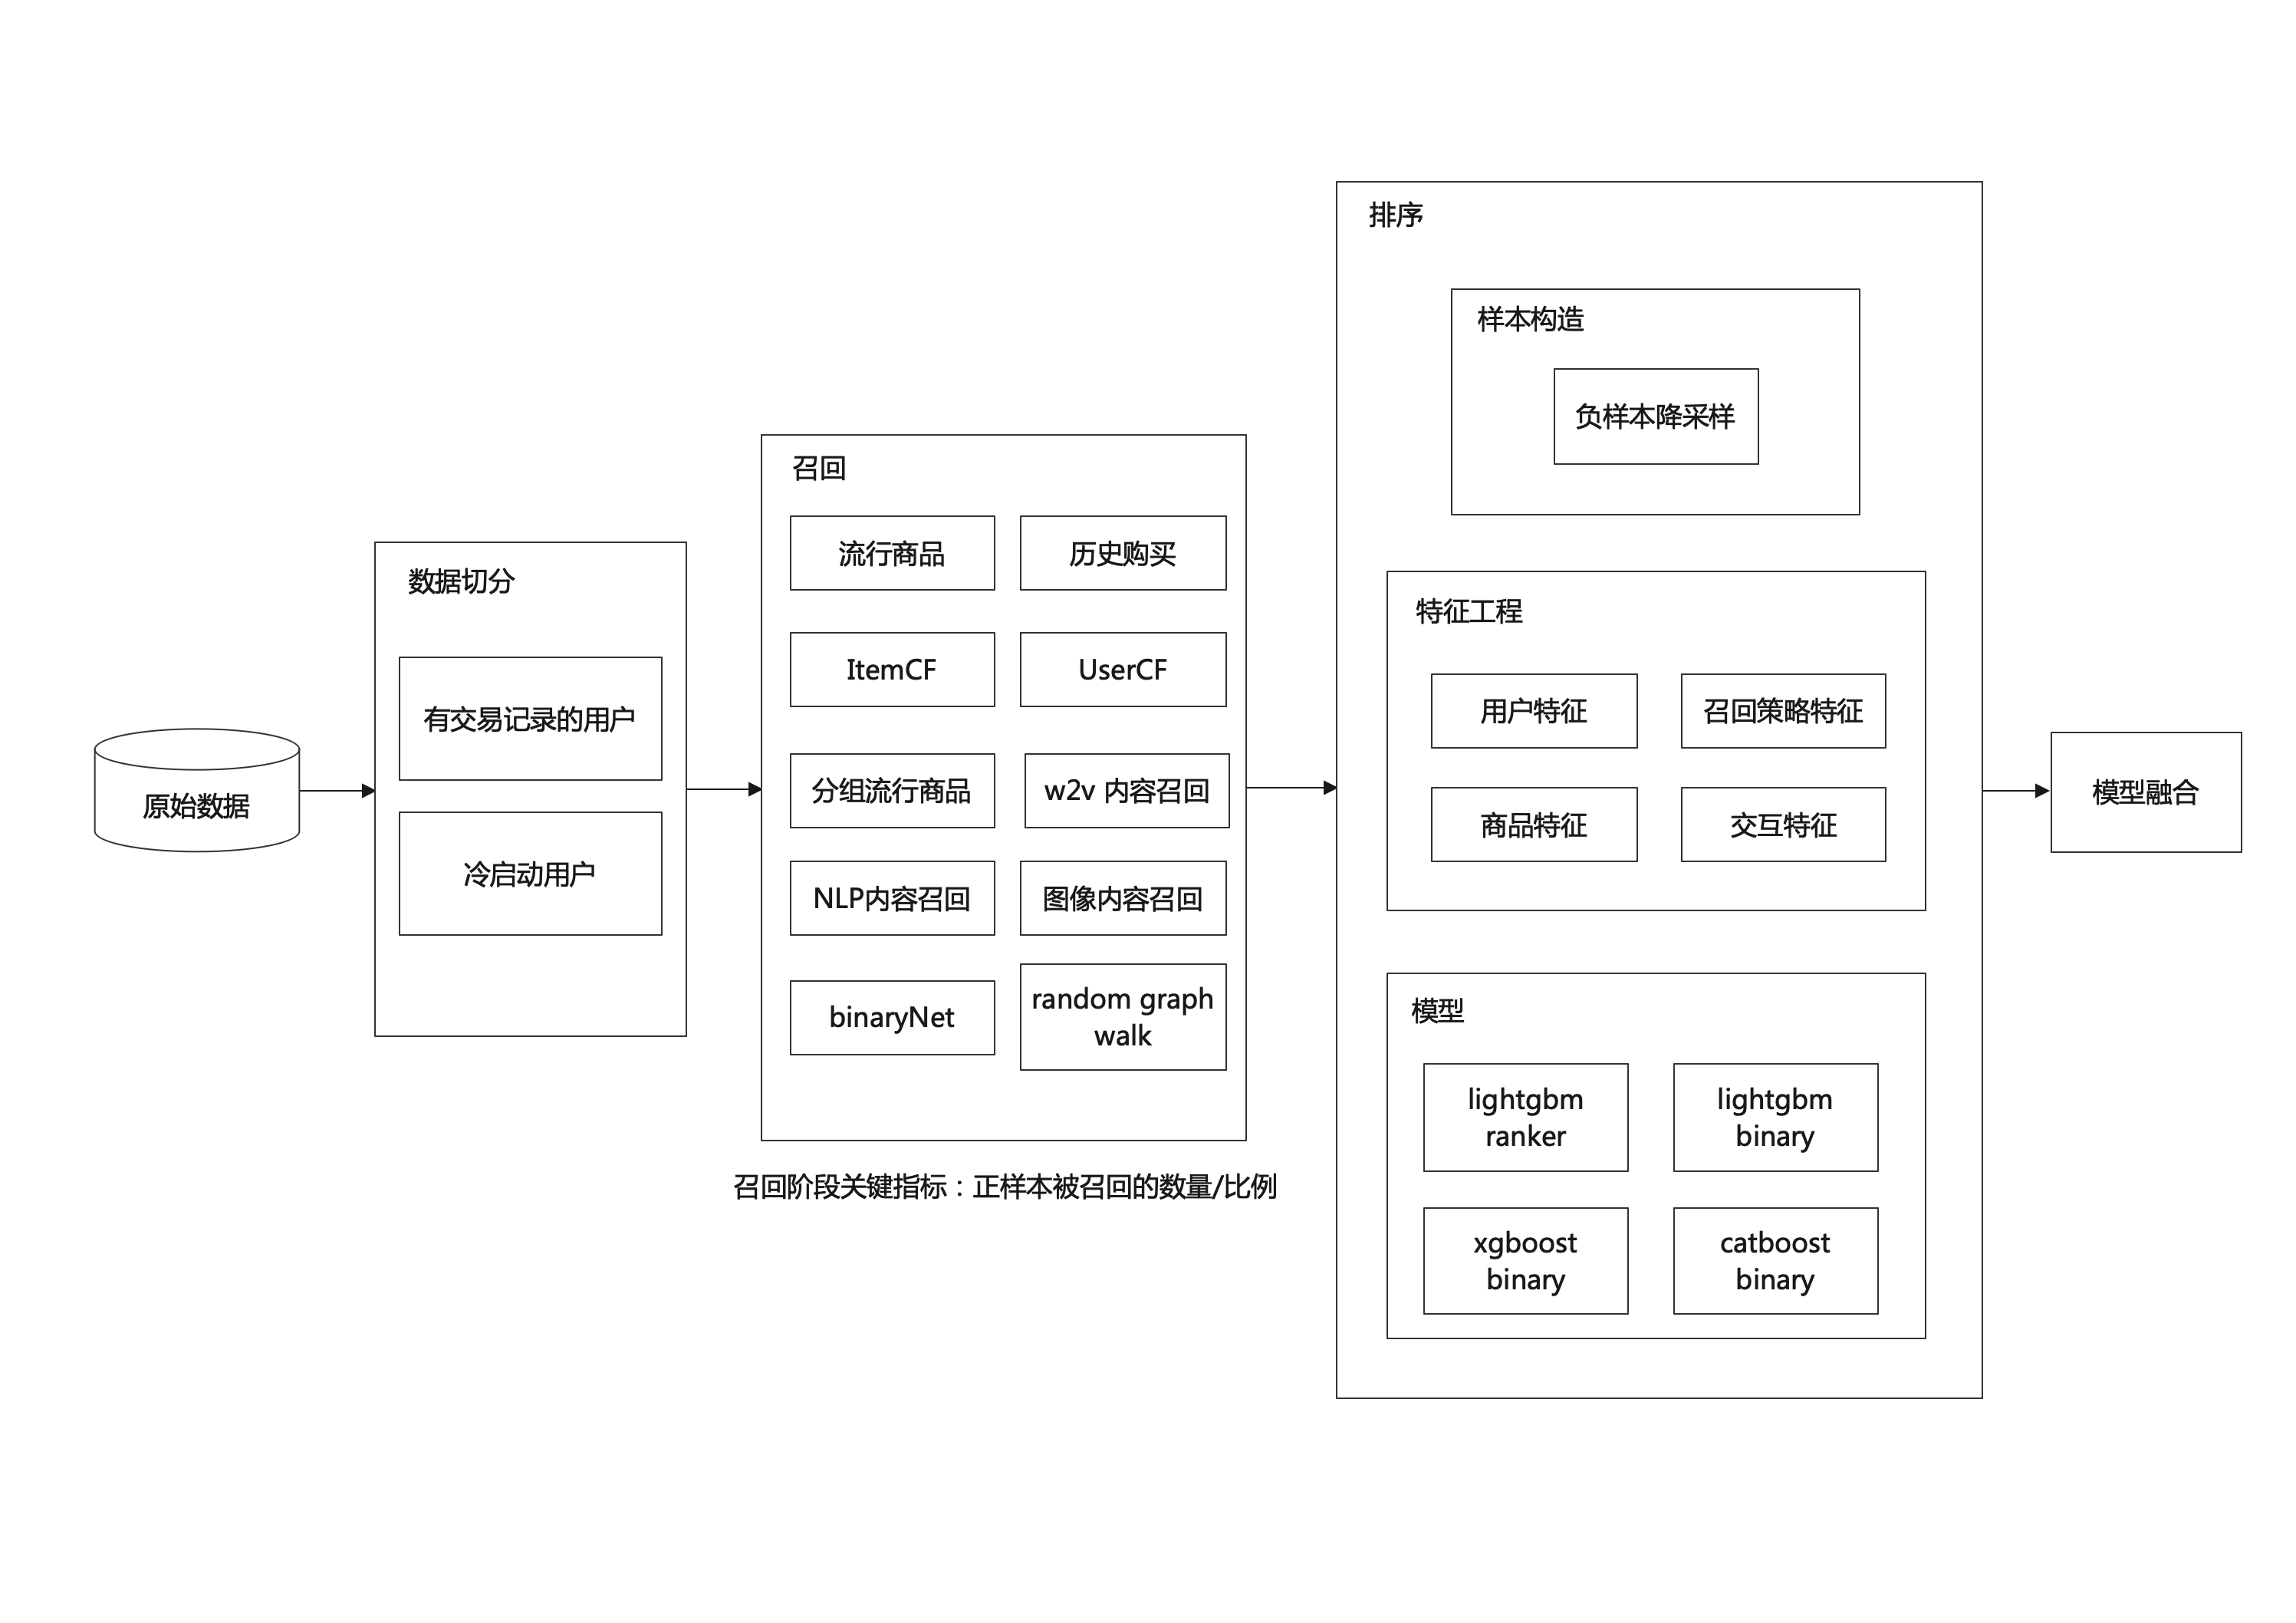 原始数据
数据切分
有交易记录的用户
冷启动用户
召回
流行商品
历史购买
ItemCF
UserCF
分组流行商品
w2v 内容召回
NLP内容召回
图像内容召回
binaryNet
random graph
walk
召回阶段关键指标：正样本被召回的数量/比例
排序
样本构造
负样本降采样
特征工程
用户特征
召回策略特征
商品特征
交互特征
模型
lightgbm
ranker
lightgbm
binary
xgboost
binary
catboost
binary
模型融合